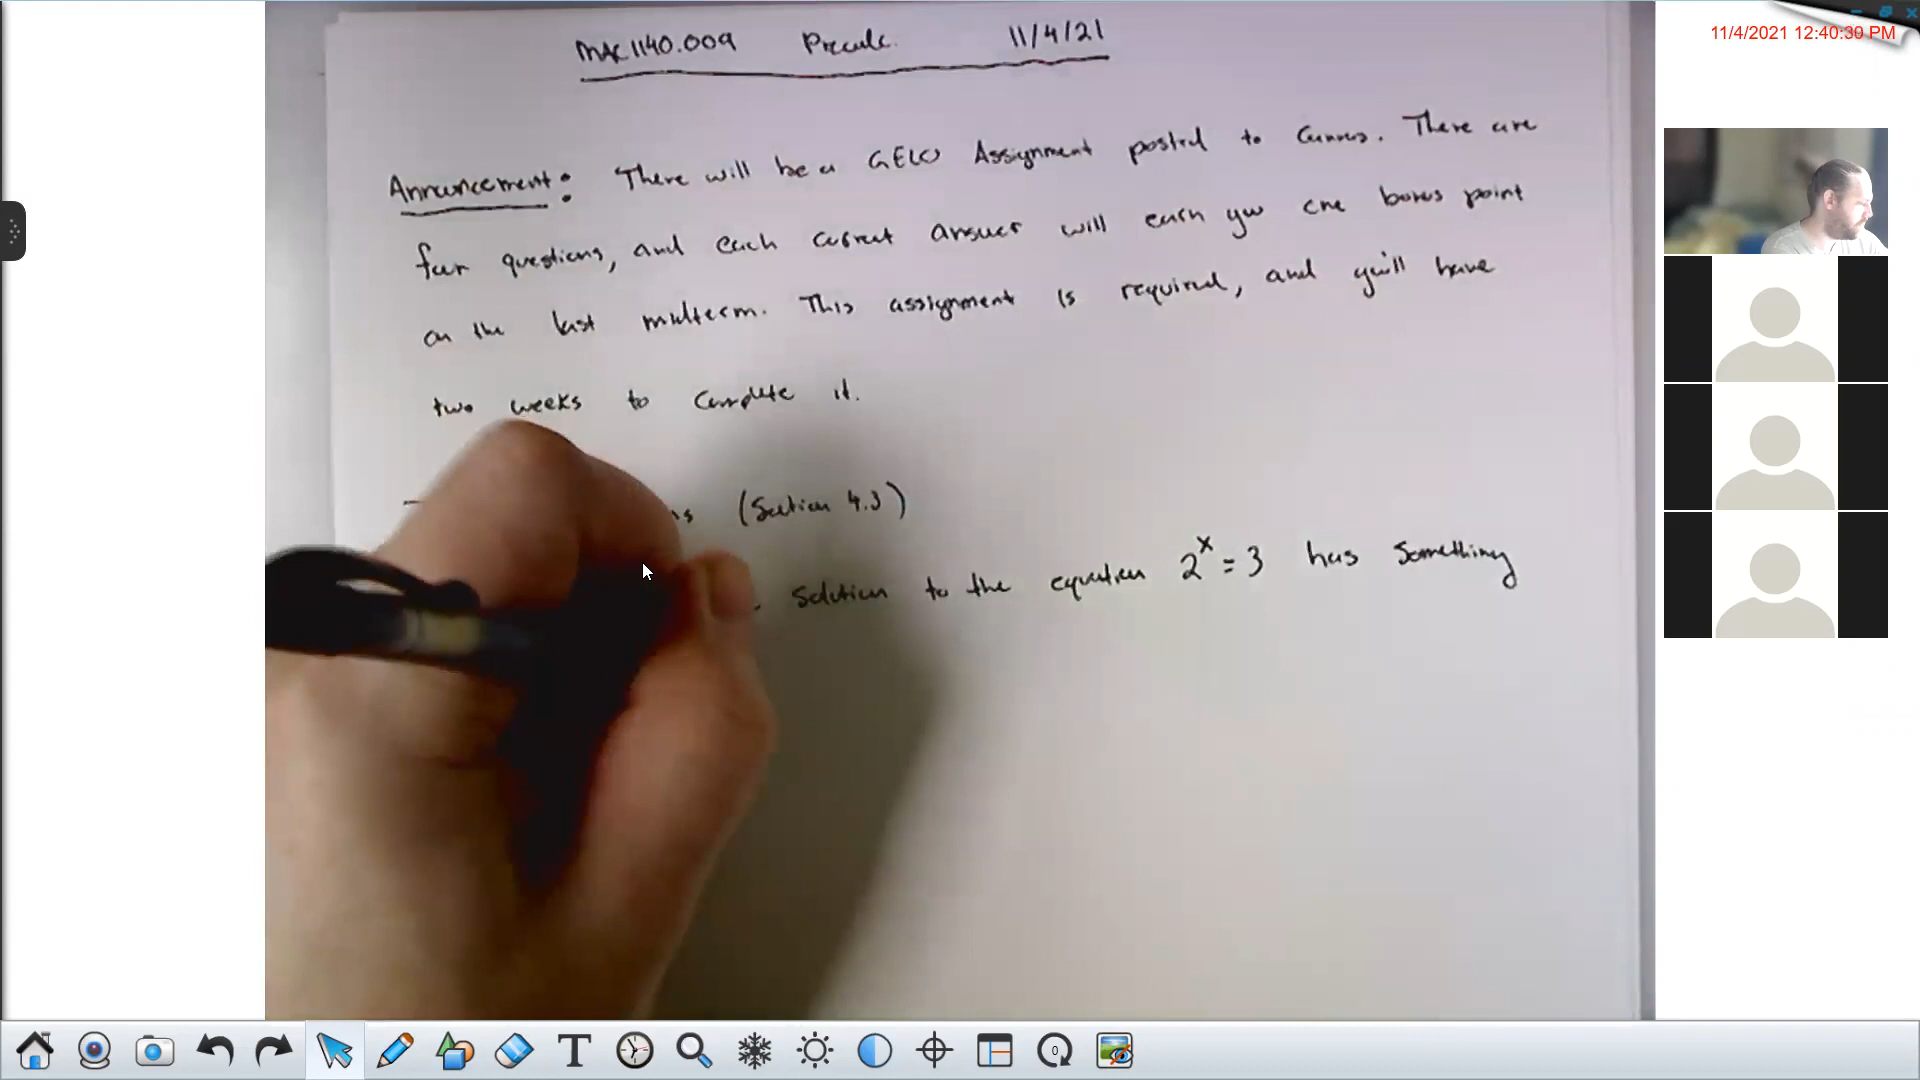 11/4/2021 12:40:30 PM
MAC1140.009 Precalc. 11/4/21
Announcement: There will be a GELO Assignment posted to Canvas. There are
four questions, and each correct answer will earn you one bonus point
on the last midterm. This assignment is required, and you'll have
two weeks to complete it.
(Section 4.3)
solution to the equation 2^x = 3 has something
T
0